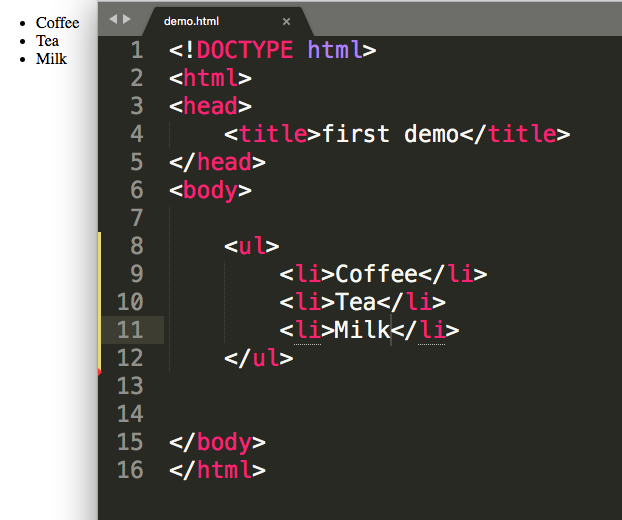 Coffee
Tea
Milk
demo.html ×
1 <!DOCTYPE html>
2 <html>
3 <head>
4 <title>first demo</title>
5 </head>
6 <body>
7
8 <ul>
9 <li>Coffee</li>
10 <li>Tea</li>
11 <li>Milk</li>
12 </ul>
13
14
15 </body>
16 </html>